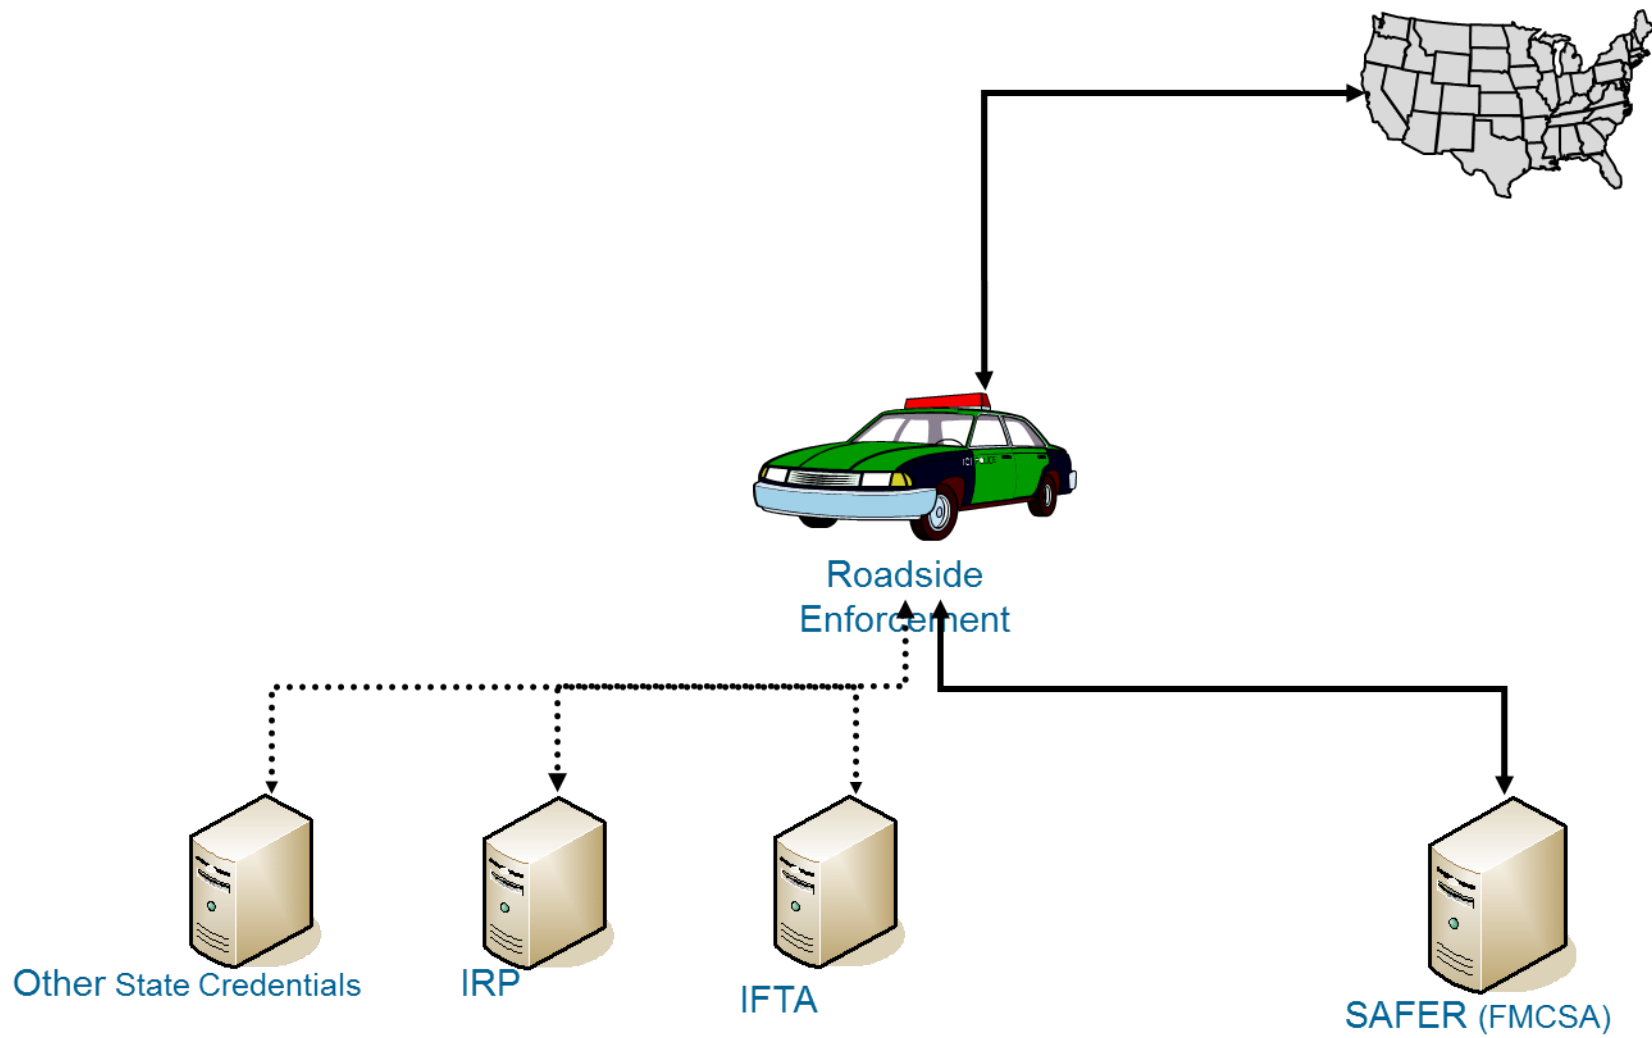 Roadside
Enforcement
Other State Credentials
IRP
IFTA
SAFER (FMCSA)